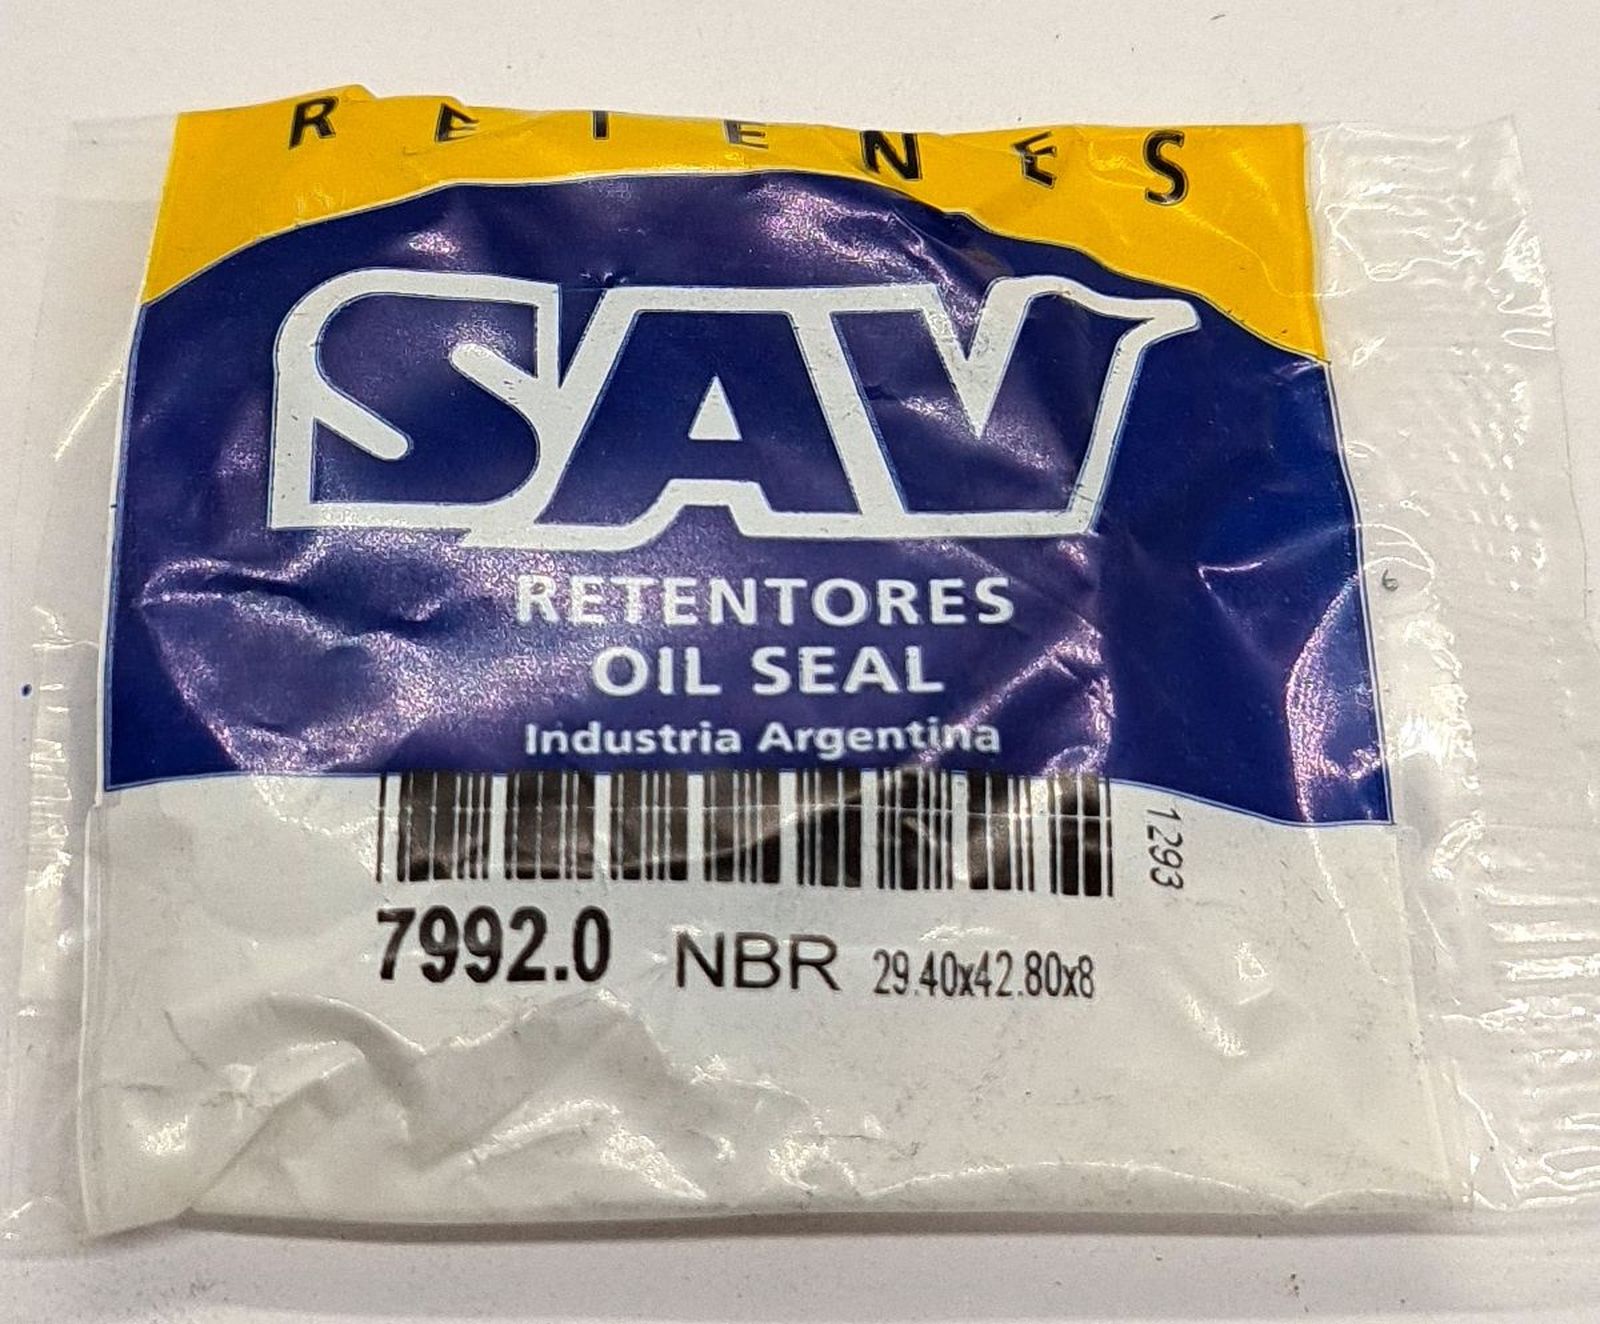 RETENES
SAV
RETENTORES
OIL SEAL
Industria Argentina
1293
7992.0 NBR 29.40x42.80x8